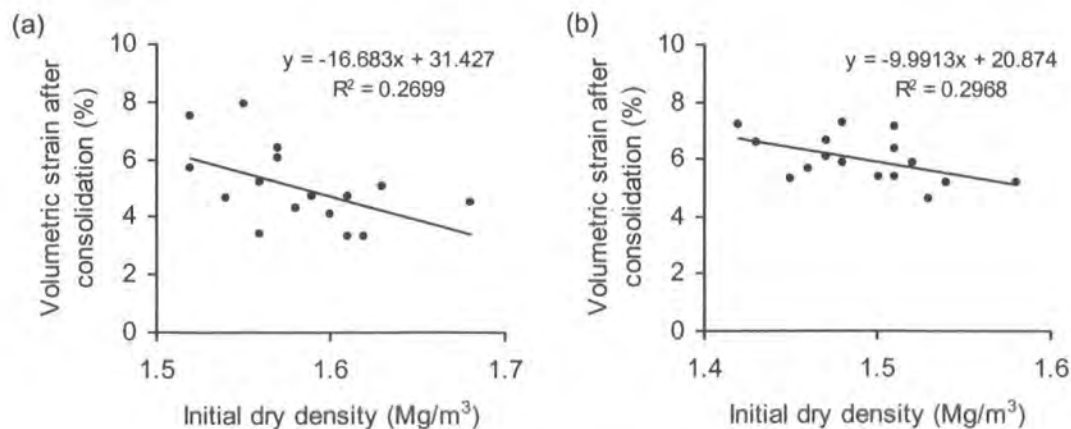 (a)
y = -16.683x + 31.427
R² = 0.2699
Volumetric strain after
consolidation (%)
10
8
6
4
2
0
1.5
1.6
1.7
Initial dry density (Mg/m³)
(b)
y = -9.9913x + 20.874
R² = 0.2968
Volumetric strain after
consolidation (%)
10
8
6
4
2
0
1.4
1.5
1.6
Initial dry density (Mg/m³)